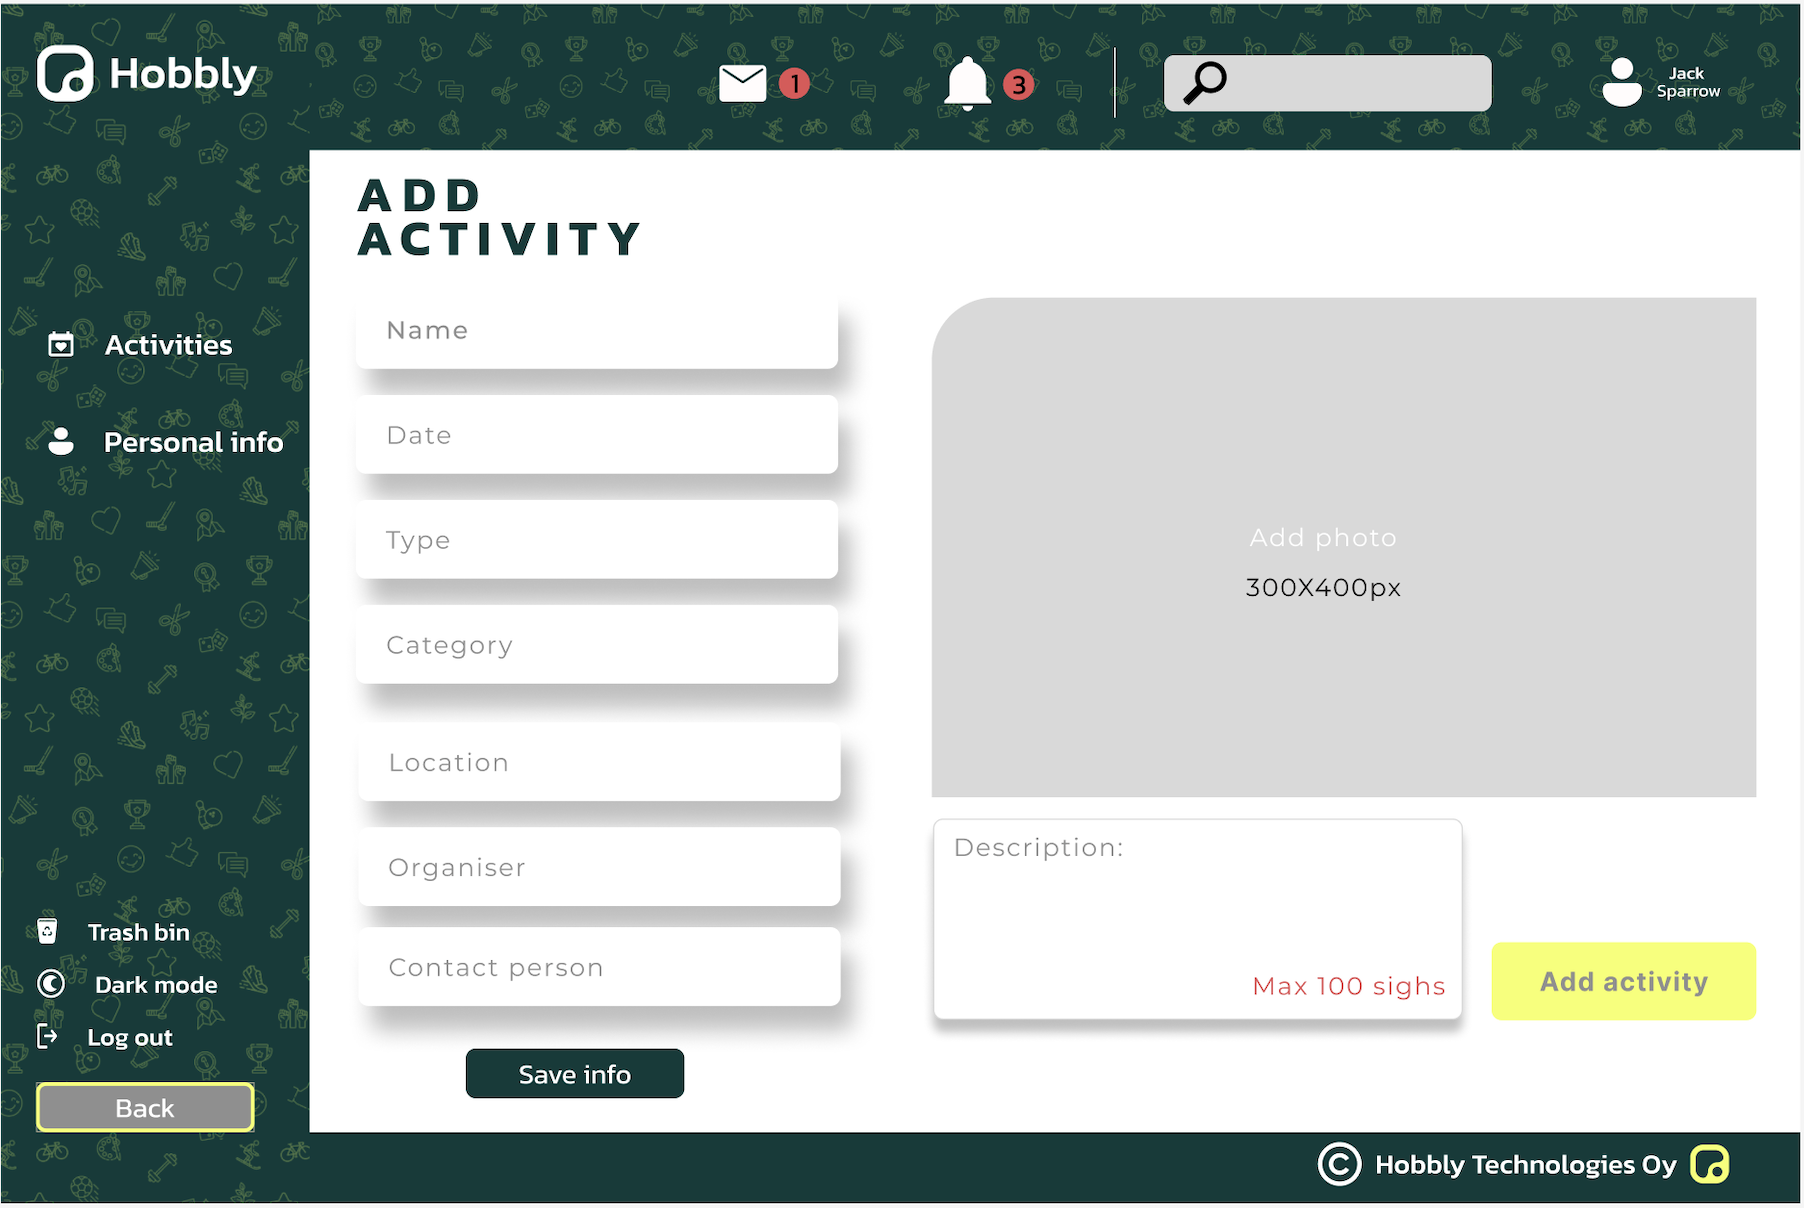 Hobbly
1
3
Jack
Sparrow
ADD
ACTIVITY
Activities
Personal info
Trash bin
Dark mode
Log out
Back
Name
Date
Type
Category
Location
Organiser
Contact person
Save info
Add photo
300X400px
Description:
Max 100 sighs
Add activity
© Hobbly Technologies Oy